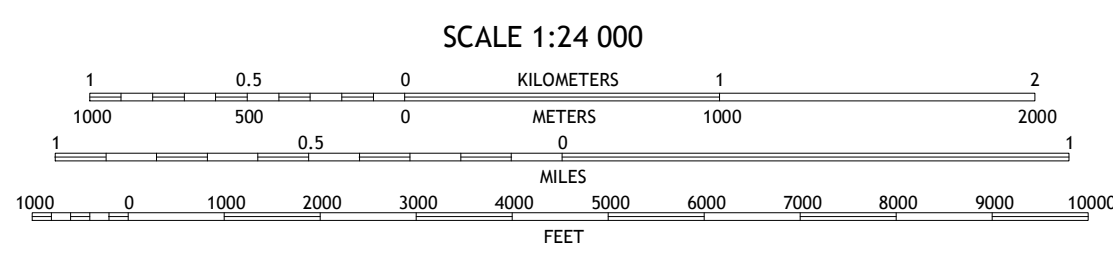 SCALE 1:24 000
1 0.5 0 KILOMETERS 1 2
1000 500 0 METERS 1000 2000
1 0.5 0 1
MILES
1000 0 1000 2000 3000 4000 5000 6000 7000 8000 9000 10000
FEET